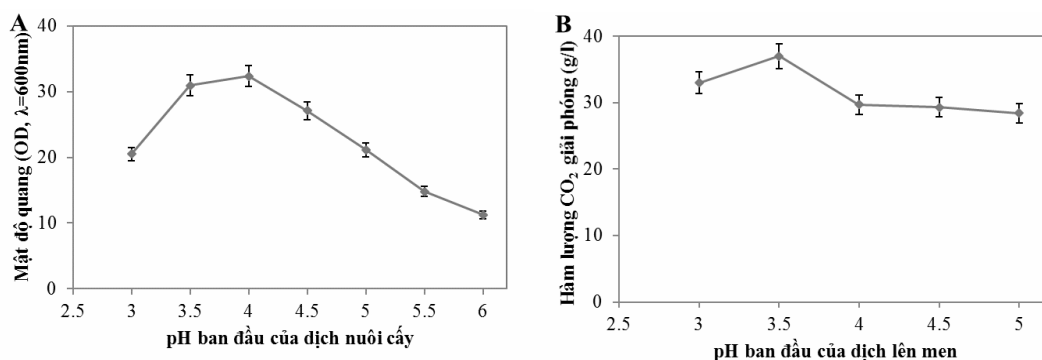 A
40
30
20
10
0
2.5 3 3.5 4 4.5 5 5.5 6
Mật độ quang (OD, λ=600nm)
pH ban đầu của dịch nuôi cấy
B
40
30
20
10
0
2.5 3 3.5 4 4.5 5
Hàm lượng CO₂ giải phóng (g/l)
pH ban đầu của dịch lên men